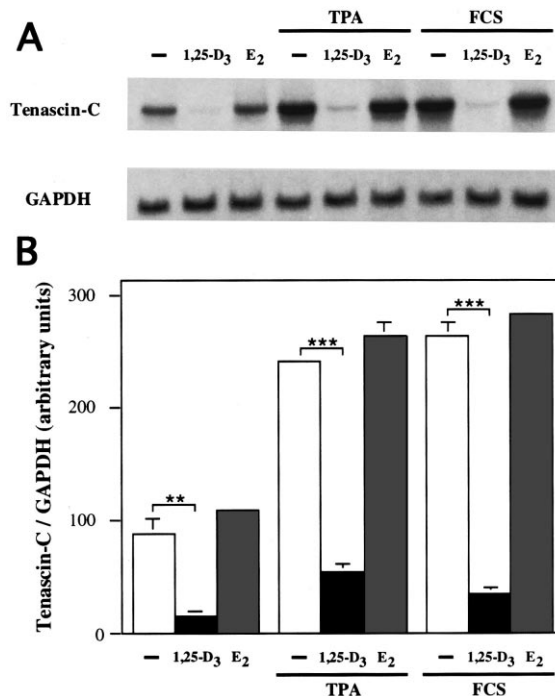 A
TPA FCS
– 1,25-D3 E2 – 1,25-D3 E2 – 1,25-D3 E2
Tenascin-C
GAPDH
B
Tenascin-C / GAPDH (arbitrary units)
300
200
100
0
** *** ***
– 1,25-D3 E2 – 1,25-D3 E2 – 1,25-D3 E2
TPA FCS